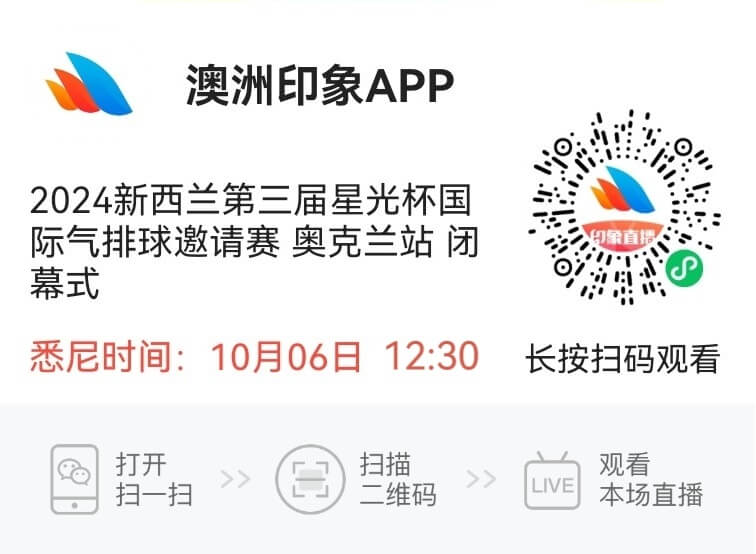 澳洲印象APP
2024新西兰第三届星光杯国
际气排球邀请赛 奥克兰站 闭
幕式
印象直播
悉尼时间：10月06日 12:30
长按扫码观看
打开
扫一扫
扫描
二维码
LIVE
观看
本场直播